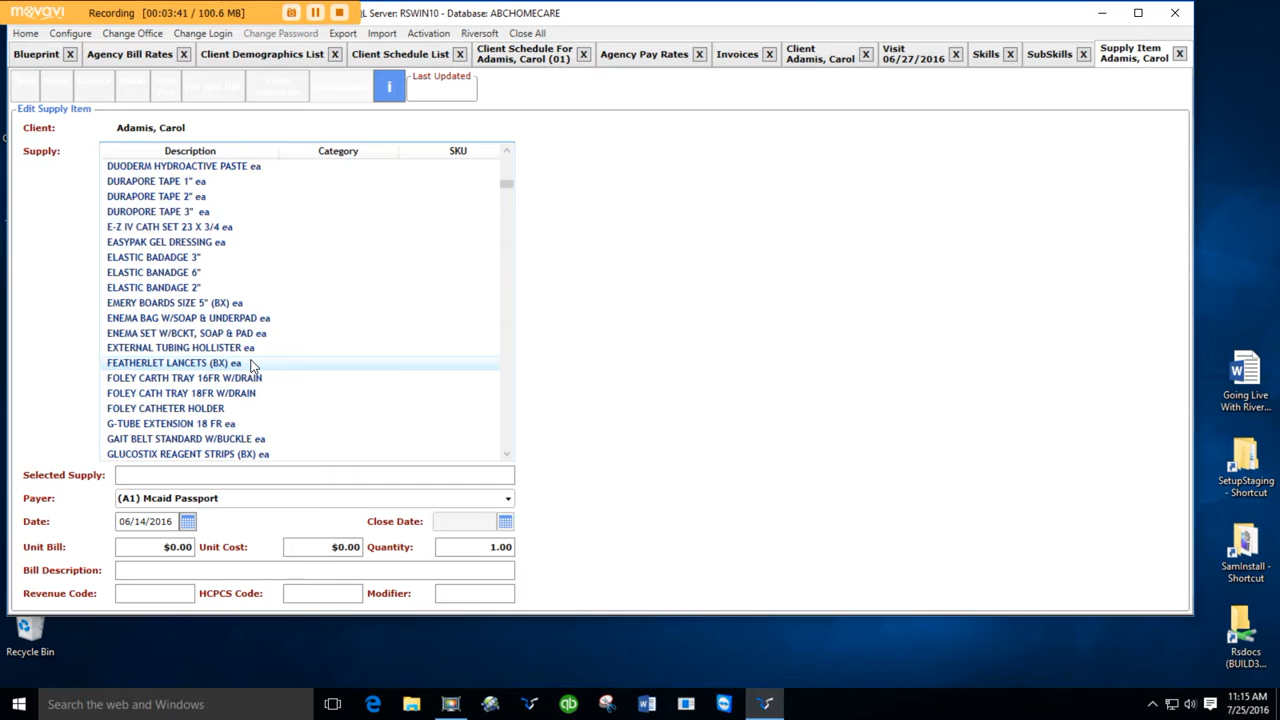 movavi Recording [ 00:03:41 / 100.6 MB ] L Server: RSWIN10 - Database: ABCHOMECARE
Home Configure Change Office Change Login Change Password Export Import Activation Riversoft Close All
Blueprint X Agency Bill Rates X Client Demographics List X Client Schedule List X Client Schedule For Adamis, Carol (01) X Agency Pay Rates X Invoices X Client Adamis, Carol X Visit 06/27/2016 X Skills X SubSkills X Supply Item Adamis, Carol X
i Last Updated
Edit Supply Item
Client: Adamis, Carol
Supply: Description Category SKU
DUODERM HYDROACTIVE PASTE ea
DURAPORE TAPE 1" ea
DURAPORE TAPE 2" ea
DUROPORE TAPE 3" ea
E-Z IV CATH SET 23 X 3/4 ea
EASYPAK GEL DRESSING ea
ELASTIC BADADGE 3"
ELASTIC BANADGE 6"
ELASTIC BANDAGE 2"
EMERY BOARDS SIZE 5" (BX) ea
ENEMA BAG W/SOAP & UNDERPAD ea
ENEMA SET W/BCKT, SOAP & PAD ea
EXTERNAL TUBING HOLLISTER ea
FEATHERLET LANCETS (BX) ea
FOLEY CARTH TRAY 16FR W/DRAIN
FOLEY CATH TRAY 18FR W/DRAIN
FOLEY CATHETER HOLDER
G-TUBE EXTENSION 18 FR ea
GAIT BELT STANDARD W/BUCKLE ea
GLUCOSTIX REAGENT STRIPS (BX) ea
Selected Supply:
Payer: (A1) Mcaid Passport
Date: 06/14/2016 Close Date:
Unit Bill: $0.00 Unit Cost: $0.00 Quantity: 1.00
Bill Description:
Revenue Code: HCPCS Code: Modifier:
Going Live With River...
SetupStaging - Shortcut
SamInstall - Shortcut
Rsdocs (BUILD3...
Recycle Bin
Search the web and Windows
11:15 AM
7/25/2016